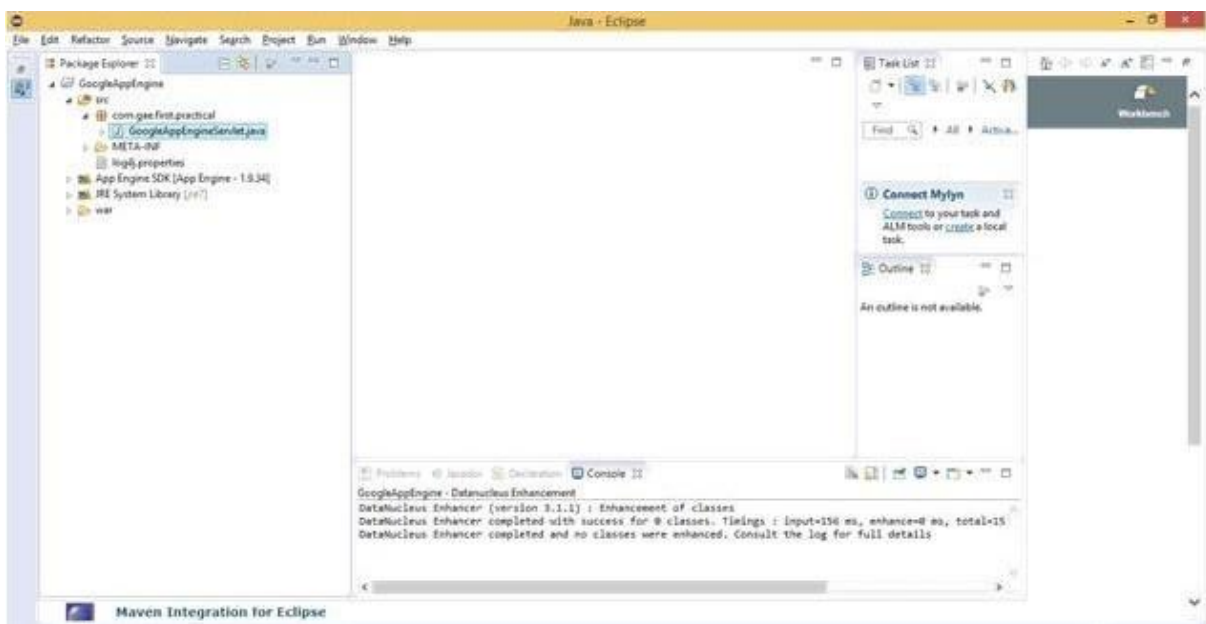 Java - Eclipse
File Edit Refactor Source Navigate Search Project Run Window Help
Package Explorer
GoogleAppEngine
src
com.gae.first.practical
GoogleAppEngineServlet.java
META-INF
log4j.properties
App Engine SDK [App Engine - 1.9.34]
JRE System Library [jre7]
war
Task List
Find All Activa...
Connect Mylyn
Connect to your task and
ALM tools or create a local
task.
Outline
An outline is not available.
Workbench
Problems Javadoc Declaration Console
GoogleAppEngine - Datanucleus Enhancement
DataNucleus Enhancer (version 3.1.1) : Enhancement of classes
DataNucleus Enhancer completed with success for 0 classes. Timings : input=156 ms, enhance=0 ms, total=15
DataNucleus Enhancer completed and no classes were enhanced. Consult the log for full details
Maven Integration for Eclipse